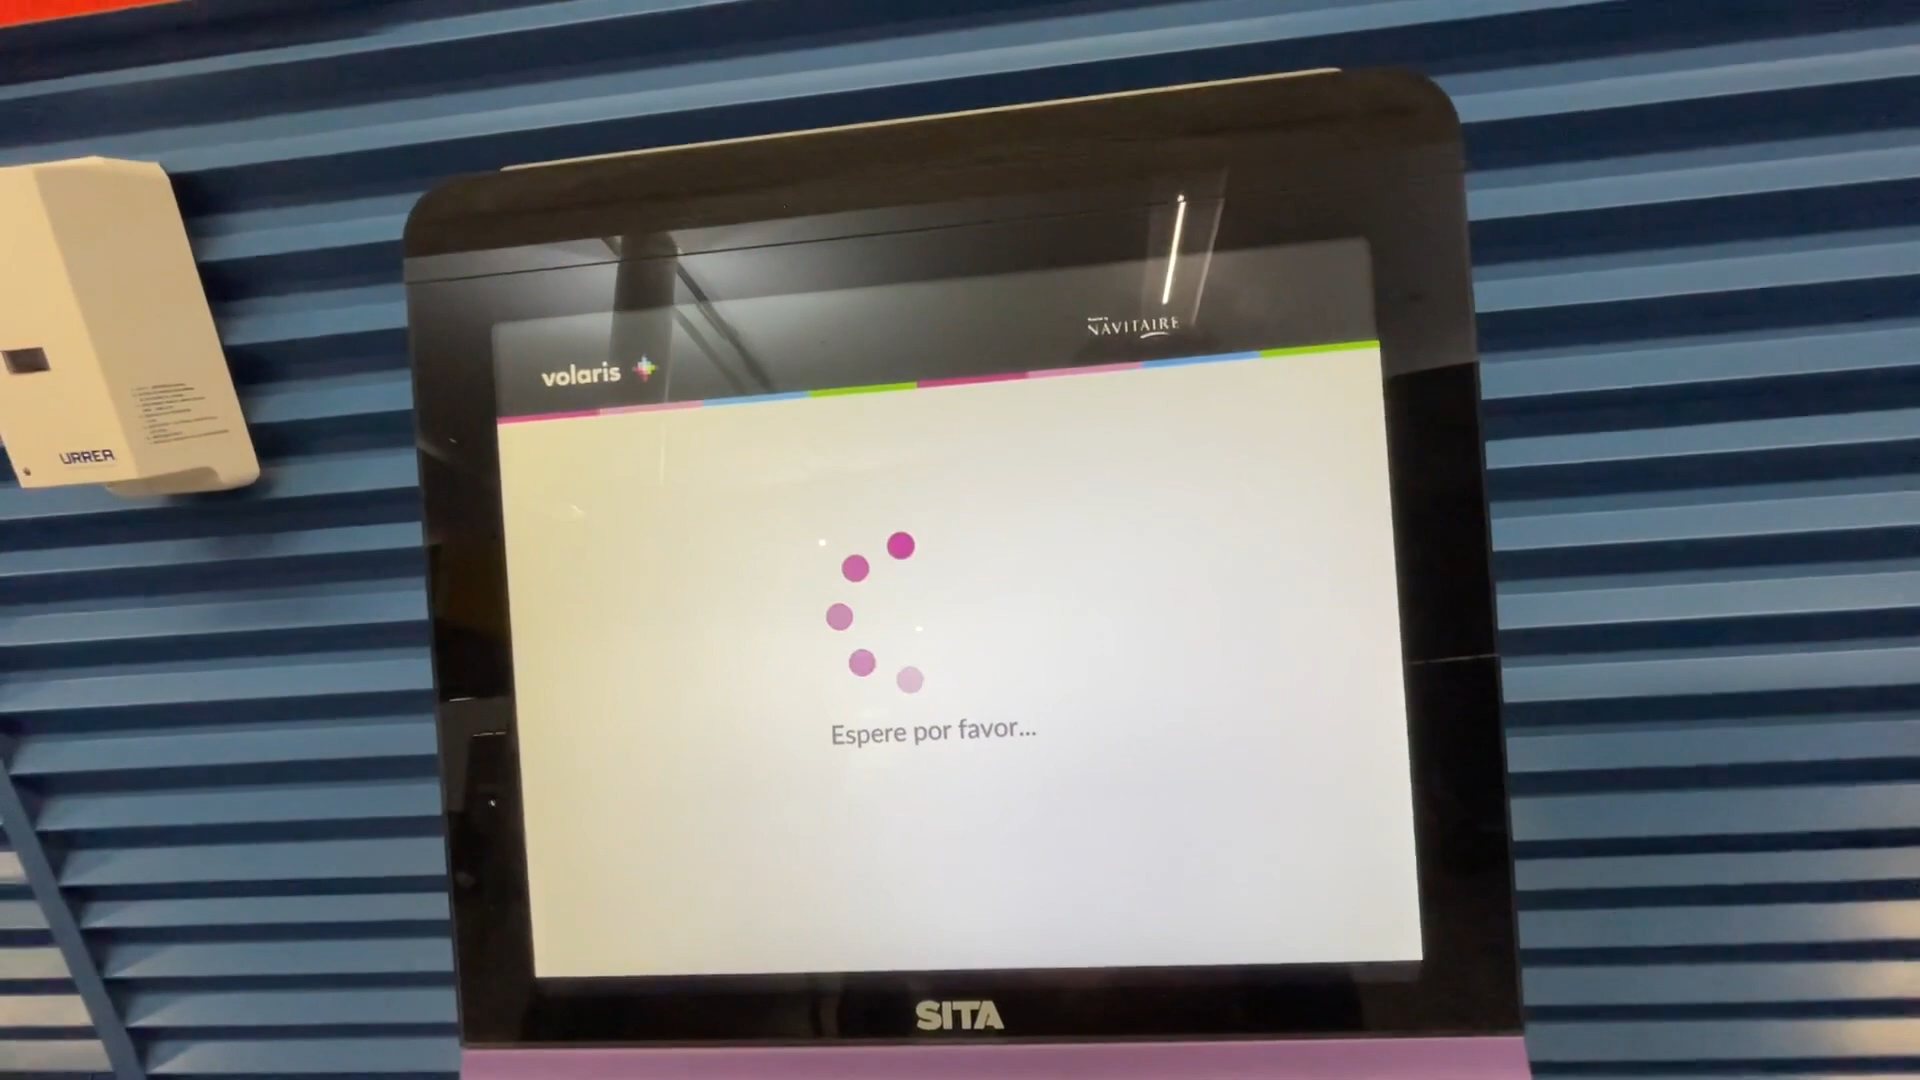 NAVITAIRE
volaris
URREA
Espere por favor...
SITA